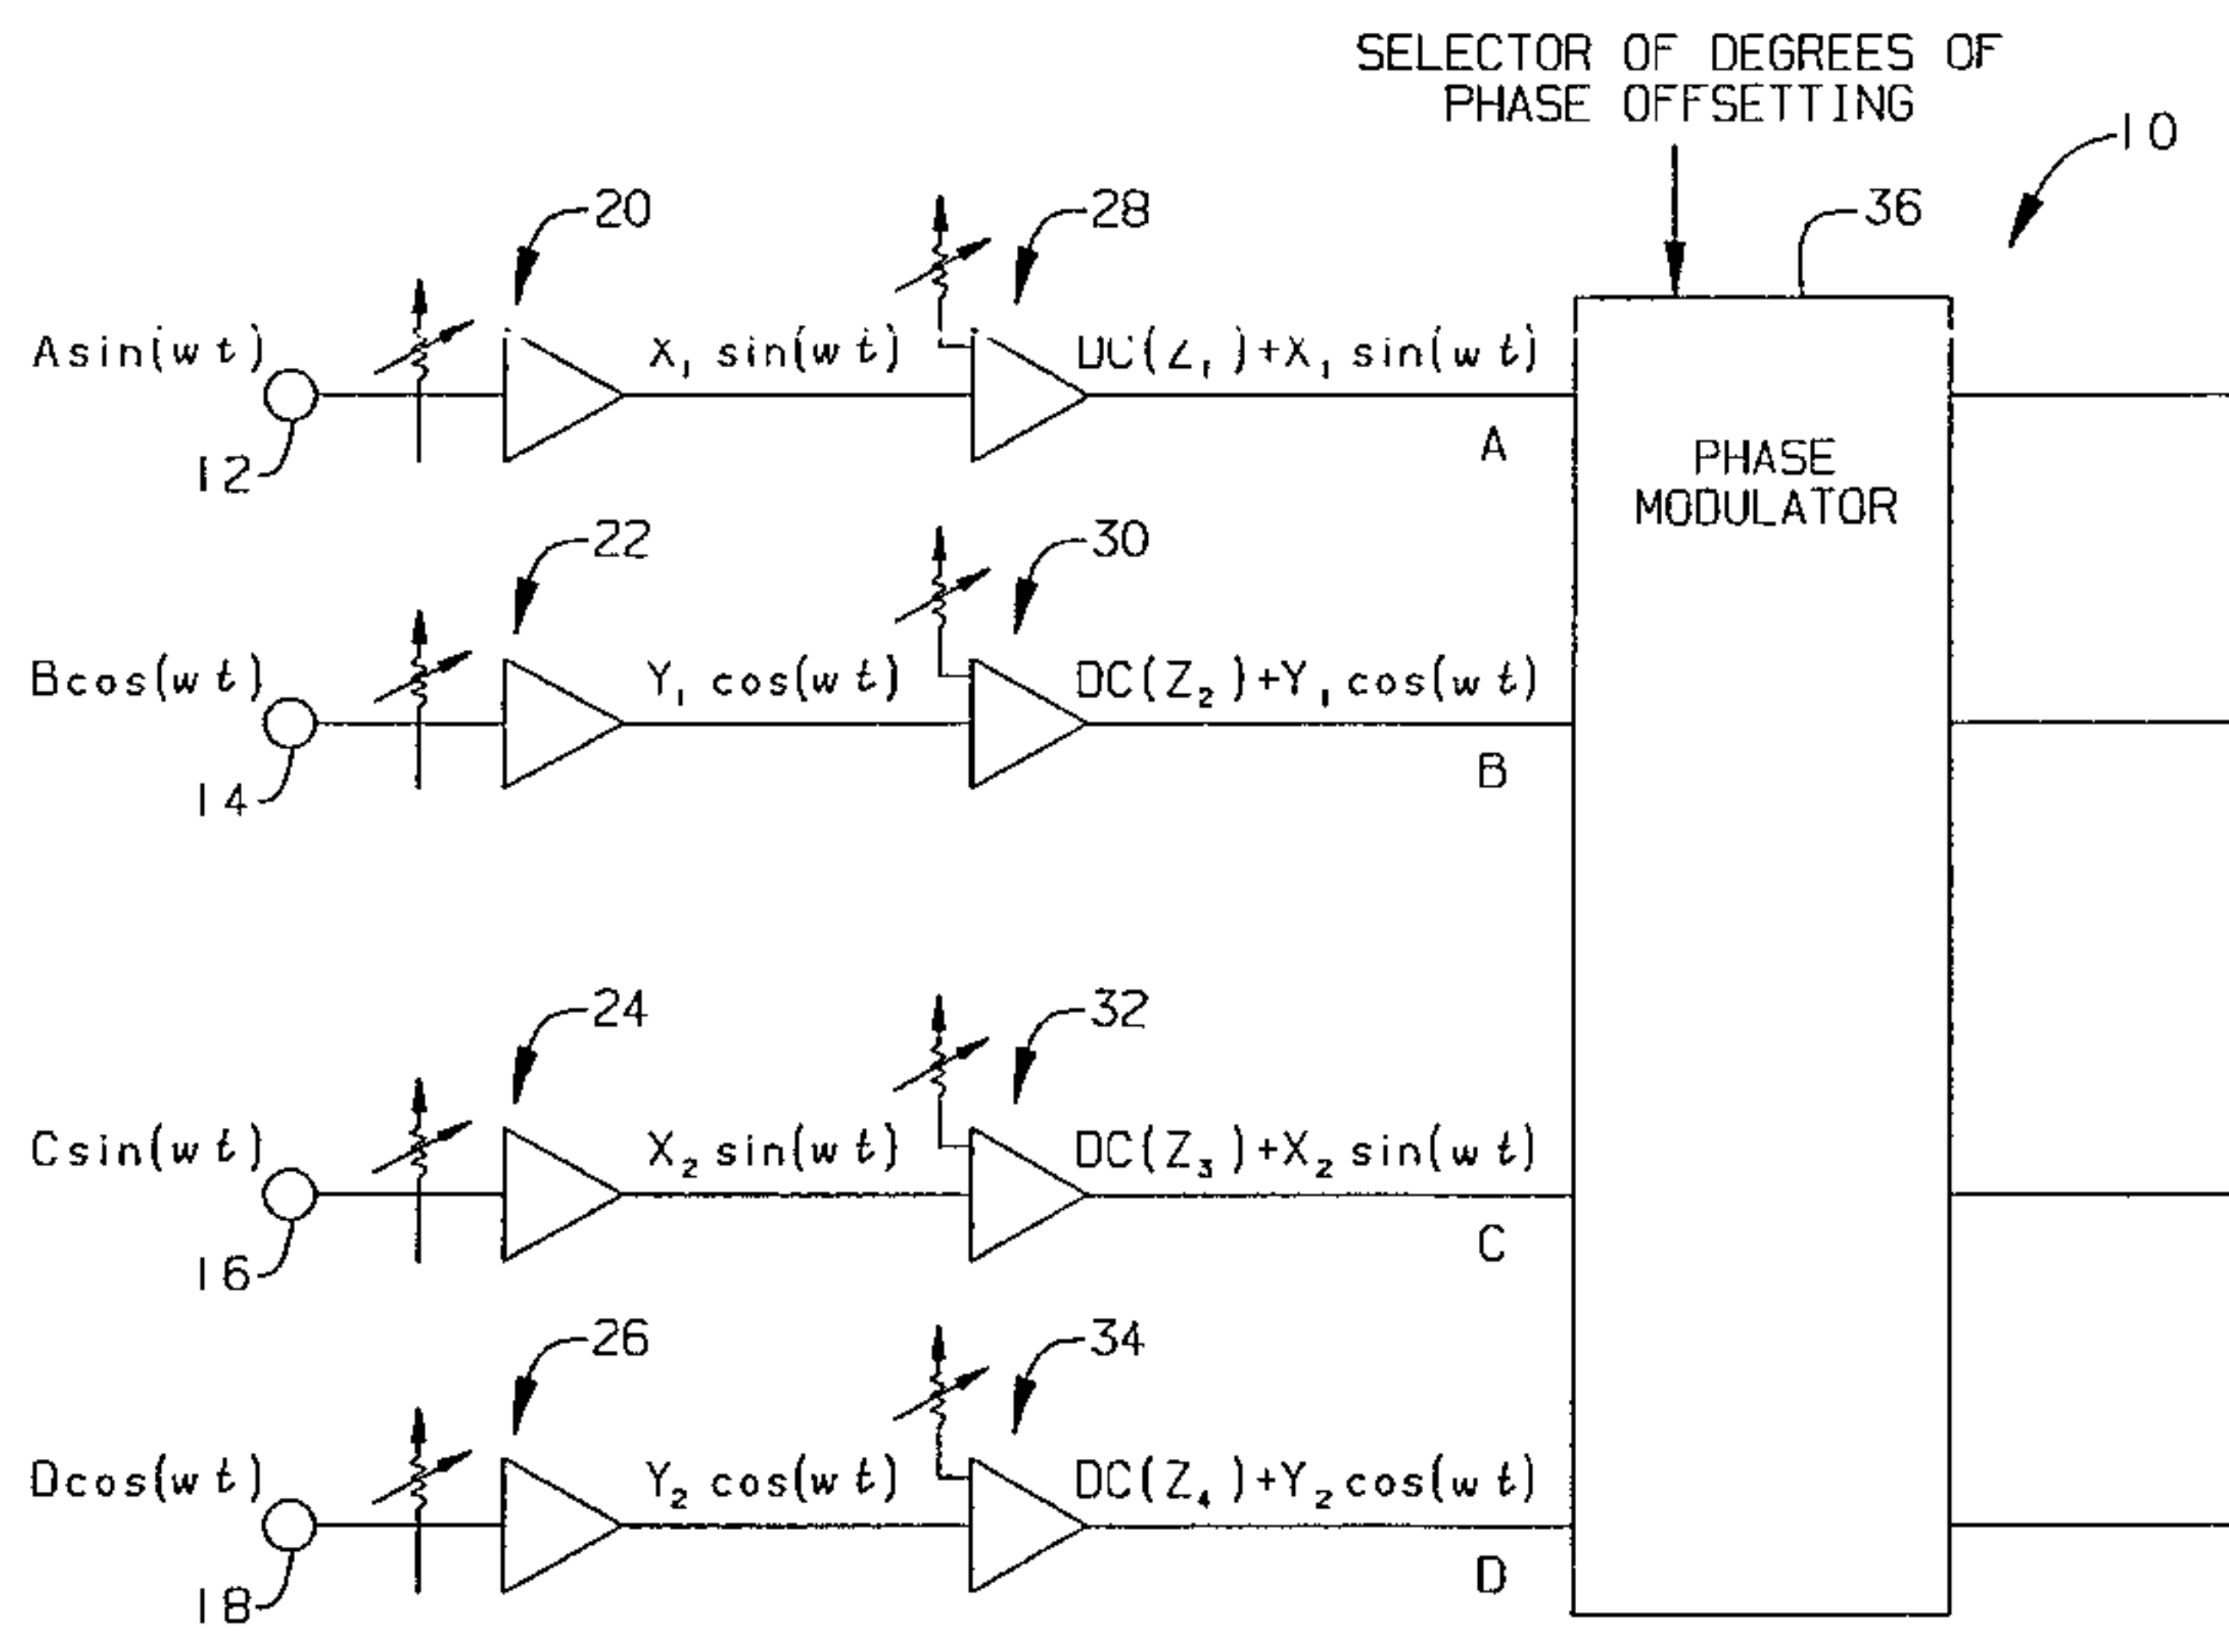 SELECTOR OF DEGREES OF
PHASE OFFSETTING
10
20
28
36
Asin(wt)
X₁ sin(wt)
DC(Z₁)+X₁ sin(wt)
12
A
PHASE
MODULATOR
22
30
Bcos(wt)
Y₁ cos(wt)
DC(Z₂)+Y₁ cos(wt)
14
B
24
32
Csin(wt)
X₂ sin(wt)
DC(Z₃)+X₂ sin(wt)
16
C
26
34
Dcos(wt)
Y₂ cos(wt)
DC(Z₄)+Y₂ cos(wt)
18
D